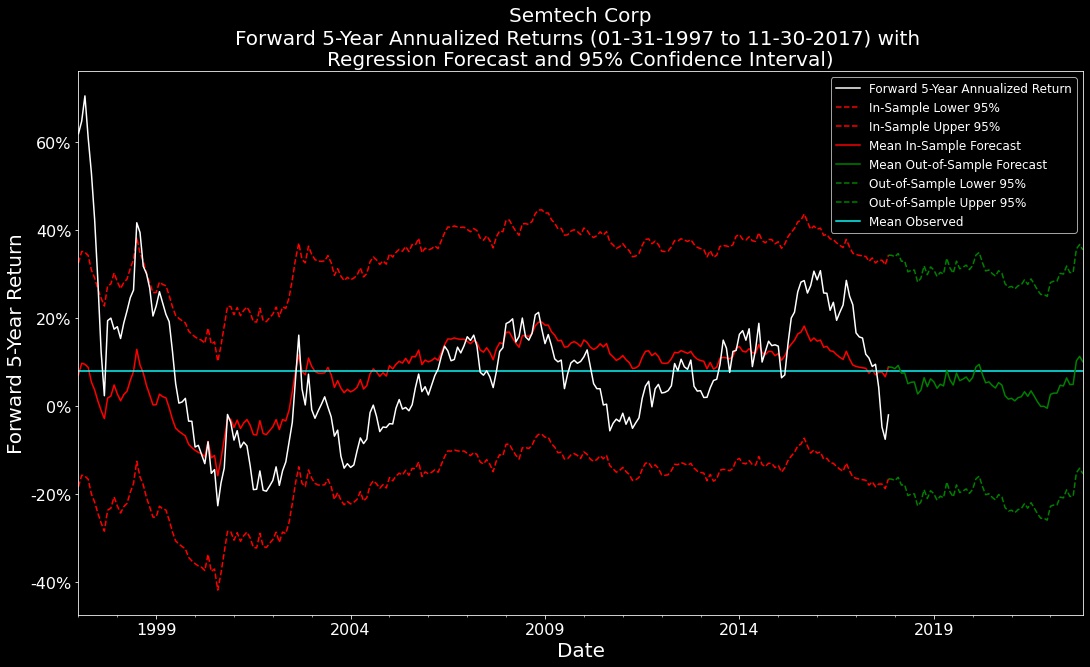 Semtech Corp
Forward 5-Year Annualized Returns (01-31-1997 to 11-30-2017) with
Regression Forecast and 95% Confidence Interval)
Forward 5-Year Annualized Return
In-Sample Lower 95%
In-Sample Upper 95%
Mean In-Sample Forecast
Mean Out-of-Sample Forecast
Out-of-Sample Lower 95%
Out-of-Sample Upper 95%
Mean Observed
Forward 5-Year Return
60%
40%
20%
0%
-20%
-40%
1999
2004
2009
2014
2019
Date